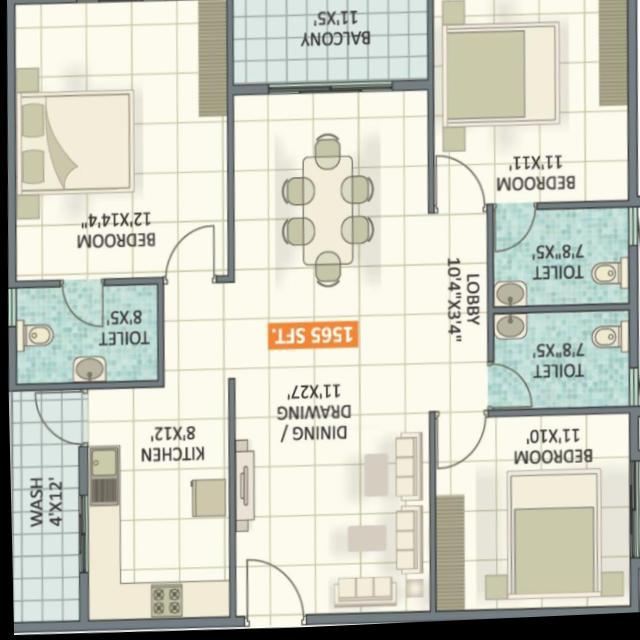 BALCONY
11'X5'
BEDROOM
11'X11'
BEDROOM
12'X14'4"
TOILET
7'8"X5'
LOBBY
10'4"X3'4"
TOILET
8'X5'
1565 SFT.
TOILET
7'8"X5'
DINING /
DRAWING
11'X27'
KITCHEN
8'X12'
BEDROOM
11'X10'
WASH
4'X12'